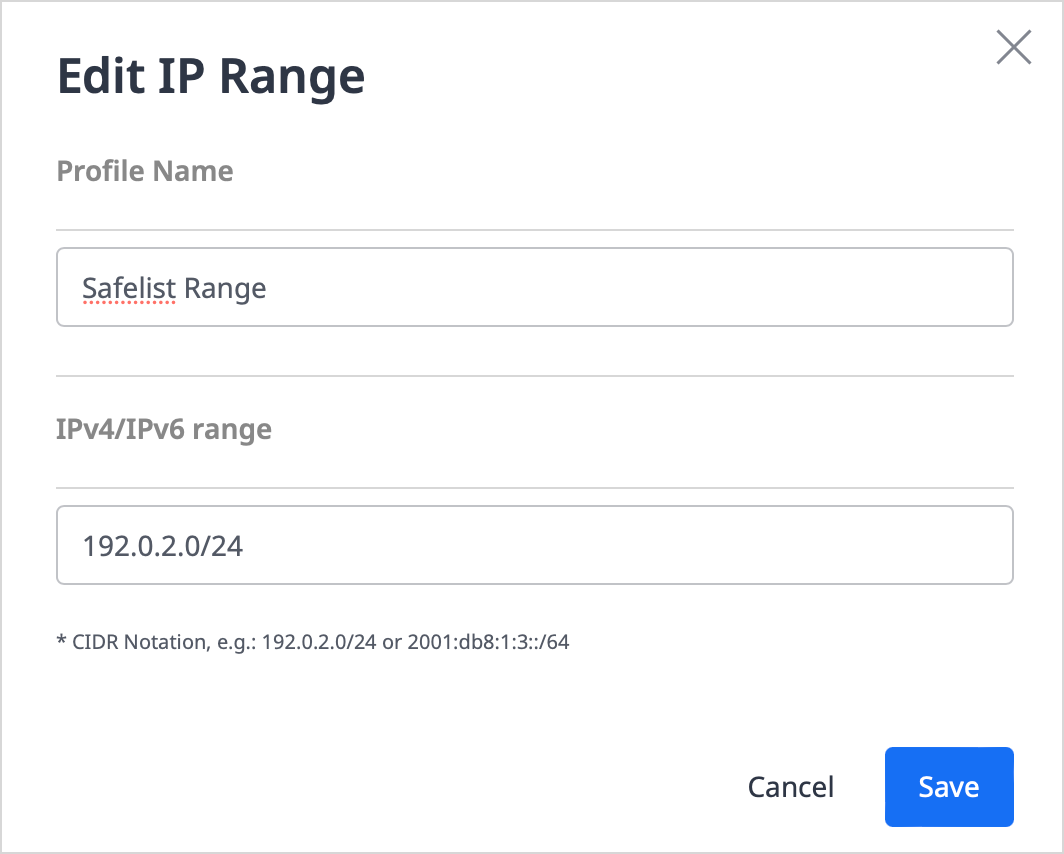 Edit IP Range
Profile Name
Safelist Range
IPv4/IPv6 range
192.0.2.0/24
* CIDR Notation, e.g.: 192.0.2.0/24 or 2001:db8:1:3::/64
Cancel
Save